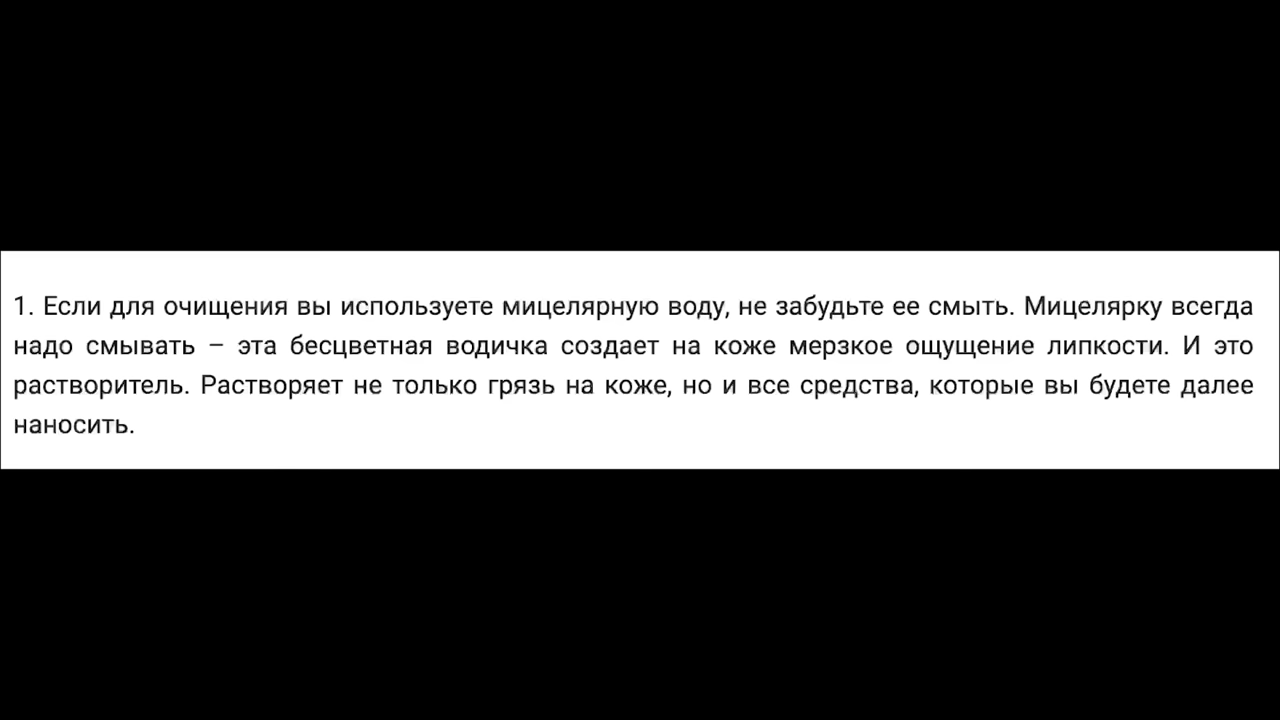 1. Если для очищения вы используете мицелярную воду, не забудьте ее смыть. Мицелярку всегда
надо смывать – эта бесцветная водичка создает на коже мерзкое ощущение липкости. И это
растворитель. Растворяет не только грязь на коже, но и все средства, которые вы будете далее
наносить.